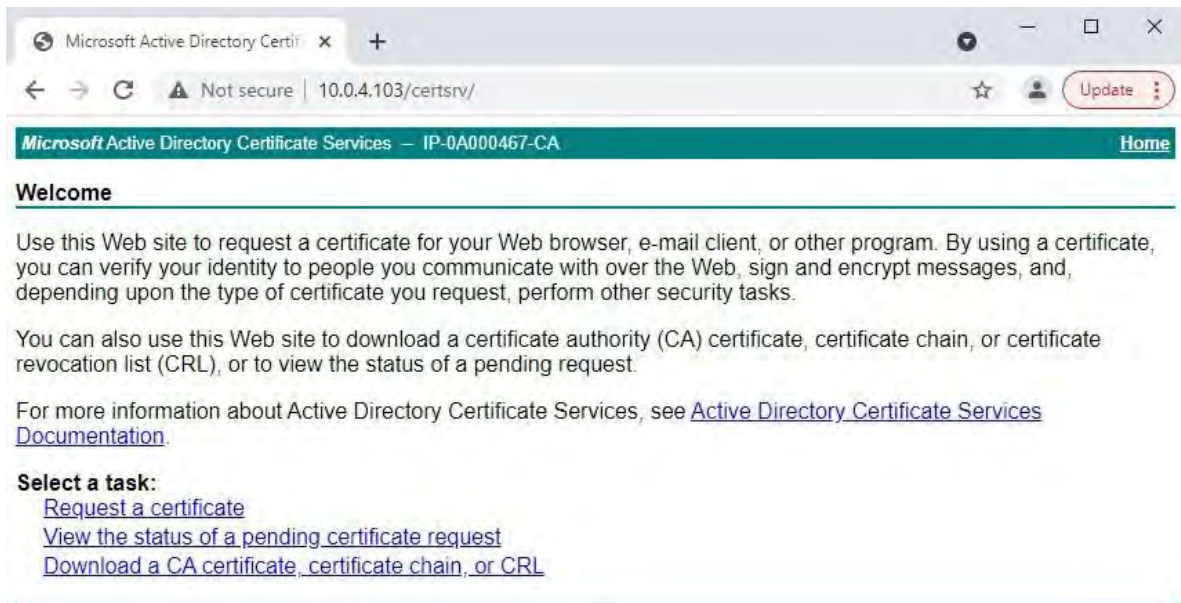 Microsoft Active Directory Certif
Not secure | 10.0.4.103/certsrv/
Update
Microsoft Active Directory Certificate Services – IP-0A000467-CA
Home
Welcome
Use this Web site to request a certificate for your Web browser, e-mail client, or other program. By using a certificate,
you can verify your identity to people you communicate with over the Web, sign and encrypt messages, and,
depending upon the type of certificate you request, perform other security tasks.
You can also use this Web site to download a certificate authority (CA) certificate, certificate chain, or certificate
revocation list (CRL), or to view the status of a pending request.
For more information about Active Directory Certificate Services, see Active Directory Certificate Services
Documentation.
Select a task:
Request a certificate
View the status of a pending certificate request
Download a CA certificate, certificate chain, or CRL